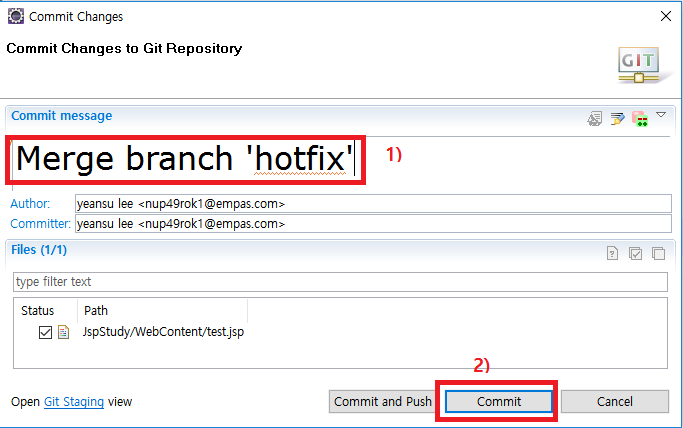 Commit Changes
Commit Changes to Git Repository
GIT
Commit message
Merge branch 'hotfix'
1)
Author: yeansu lee <nup49rok1@empas.com>
Committer: yeansu lee <nup49rok1@empas.com>
Files (1/1)
type filter text
Status Path
JspStudy/WebContent/test.jsp
2)
Open Git Staging view Commit and Push Commit Cancel